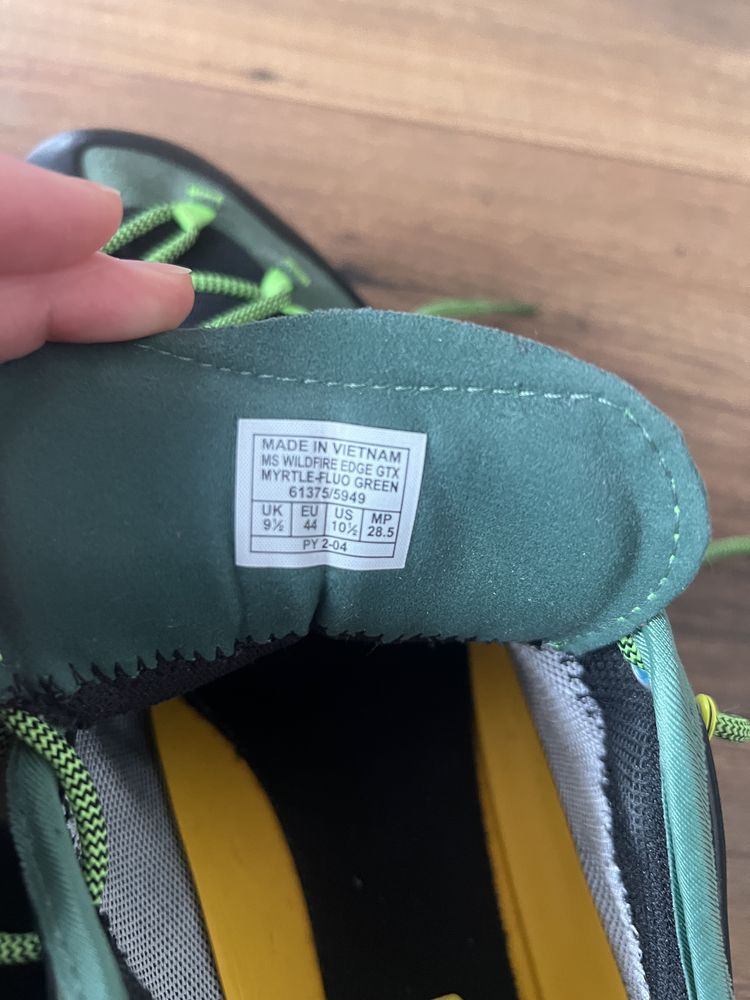 MADE IN VIETNAM
MS WILDFIRE EDGE GTX
MYRTLE-FLUO GREEN
61375/5949
UK EU US MP
9½ 44 10½ 28.5
PY 2-04